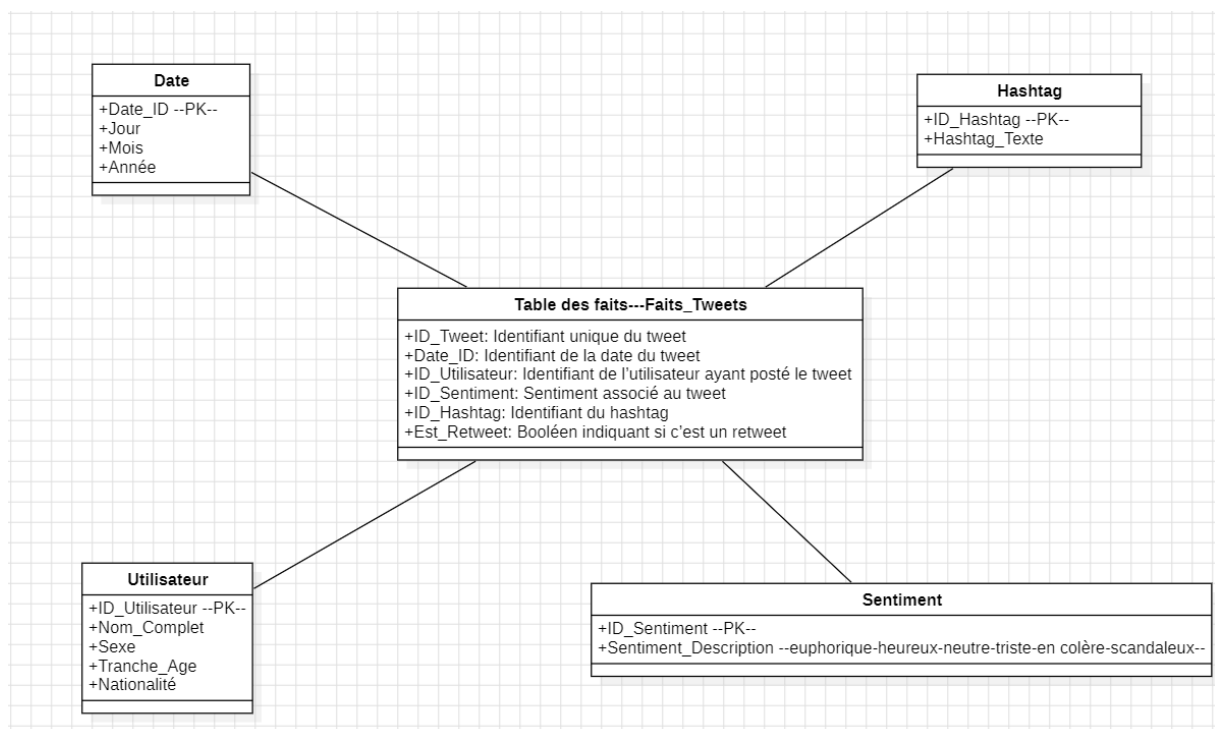 Date
+Date_ID --PK--
+Jour
+Mois
+Année
Hashtag
+ID_Hashtag --PK--
+Hashtag_Texte
Table des faits---Faits_Tweets
+ID_Tweet: Identifiant unique du tweet
+Date_ID: Identifiant de la date du tweet
+ID_Utilisateur: Identifiant de l’utilisateur ayant posté le tweet
+ID_Sentiment: Sentiment associé au tweet
+ID_Hashtag: Identifiant du hashtag
+Est_Retweet: Booléen indiquant si c’est un retweet
Utilisateur
+ID_Utilisateur --PK--
+Nom_Complet
+Sexe
+Tranche_Age
+Nationalité
Sentiment
+ID_Sentiment --PK--
+Sentiment_Description --euphorique-heureux-neutre-triste-en colère-scandaleux--